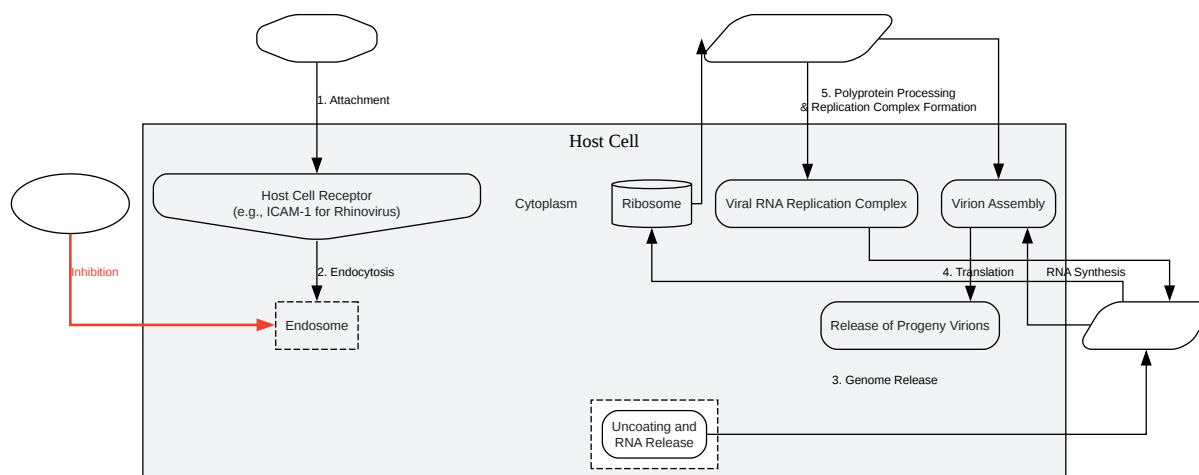 1. Attachment
5. Polyprotein Processing
& Replication Complex Formation
Host Cell
Host Cell Receptor
(e.g., ICAM-1 for Rhinovirus)
Cytoplasm
Ribosome
Viral RNA Replication Complex
Virion Assembly
Inhibition
2. Endocytosis
4. Translation
RNA Synthesis
Endosome
Release of Progeny Virions
3. Genome Release
Uncoating and
RNA Release